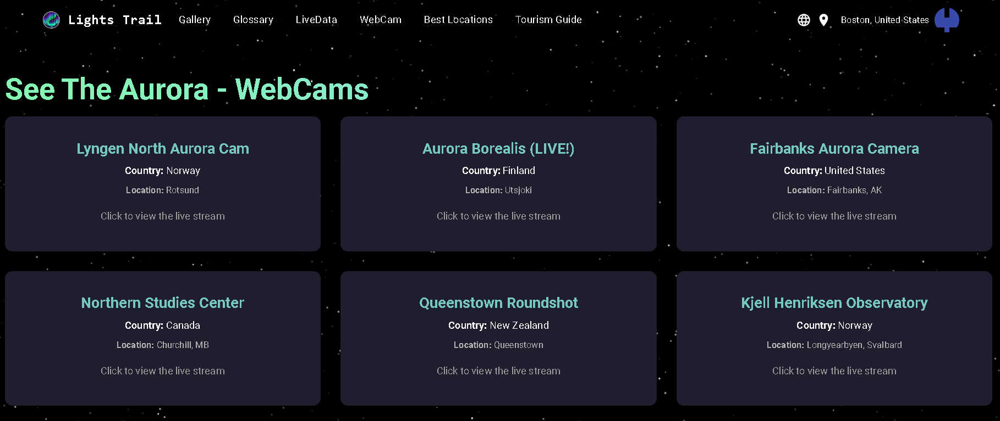 Lights Trail Gallery Glossary LiveData WebCam Best Locations Tourism Guide Boston, United States
See The Aurora - WebCams
Lyngen North Aurora Cam
Country: Norway
Location: Rotsund
Click to view the live stream
Aurora Borealis (LIVE!)
Country: Finland
Location: Utsjoki
Click to view the live stream
Fairbanks Aurora Camera
Country: United States
Location: Fairbanks, AK
Click to view the live stream
Northern Studies Center
Country: Canada
Location: Churchill, MB
Click to view the live stream
Queenstown Roundshot
Country: New Zealand
Location: Queenstown
Click to view the live stream
Kjell Henriksen Observatory
Country: Norway
Location: Longyearbyen, Svalbard
Click to view the live stream